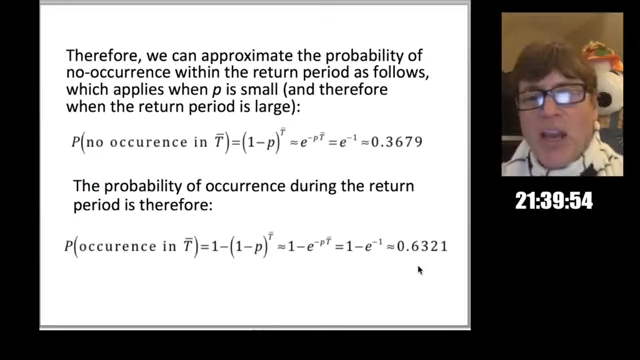 Therefore, we can approximate the probability of
no-occurrence within the return period as follows,
which applies when p is small (and therefore
when the return period is large):
P(no occurence in T̅)=(1−p)^T̅ ≈e^−pT̅ =e^−1 ≈0.3679
The probability of occurrence during the return
period is therefore:
P(occurence in T̅)=1−(1−p)^T̅ ≈1−e^−pT̅ =1−e^−1 ≈0.6321
21:39:54